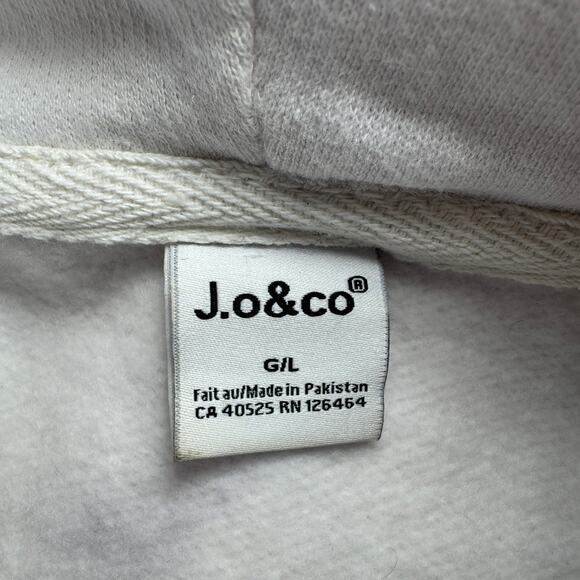 J.o&co®
G/L
Fait au/Made in Pakistan
CA 40525 RN 126464